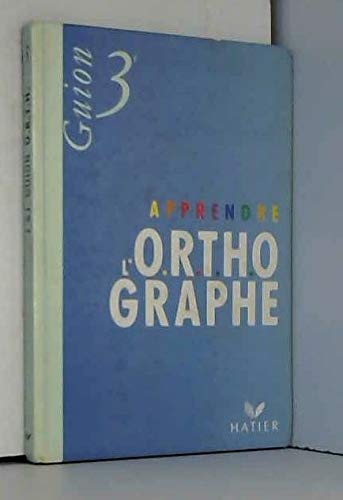 Guion 3e
APPRENDRE
L'O.R.T.H.O
GRAPHE
HATIER